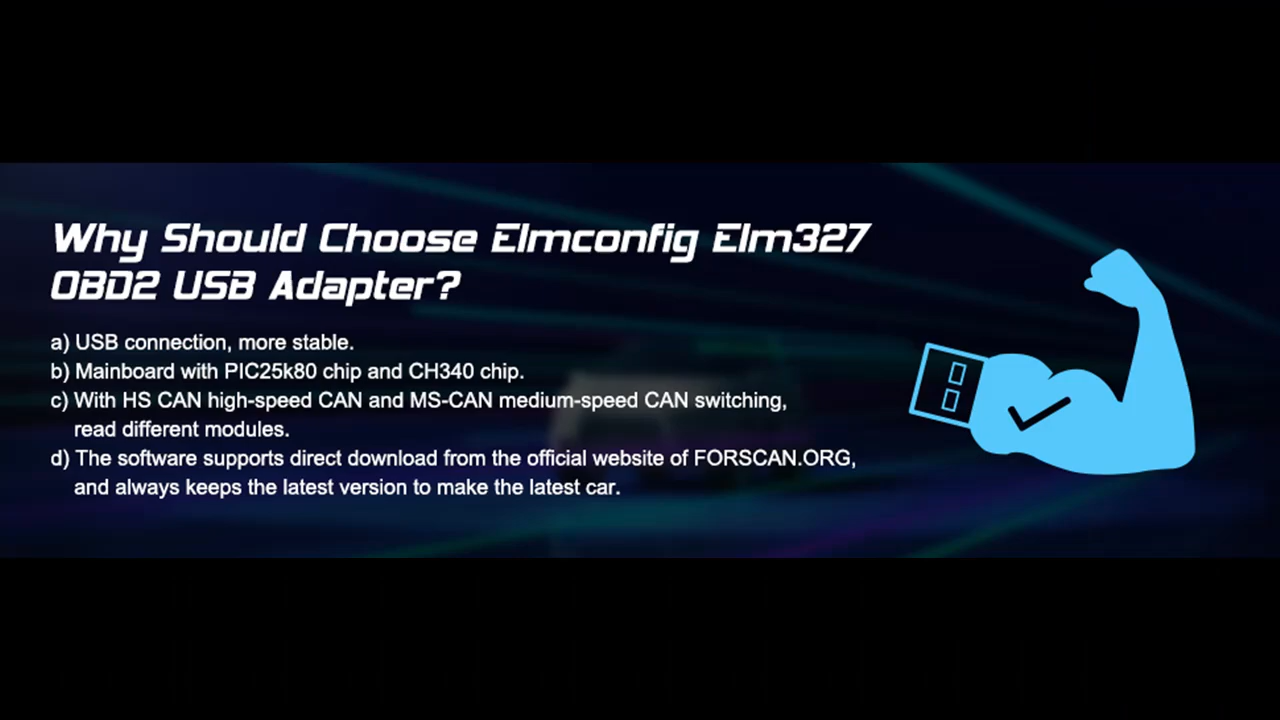 Why Should Choose Elmconfig Elm327
OBD2 USB Adapter?
a) USB connection, more stable.
b) Mainboard with PIC25k80 chip and CH340 chip.
c) With HS CAN high-speed CAN and MS-CAN medium-speed CAN switching,
read different modules.
d) The software supports direct download from the official website of FORSCAN.ORG,
and always keeps the latest version to make the latest car.